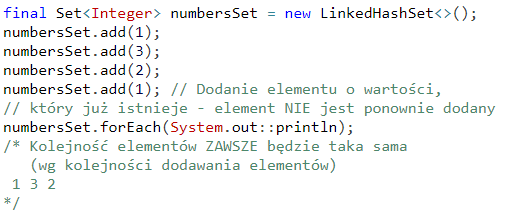 final Set<Integer> numbersSet = new LinkedHashSet<>();
numbersSet.add(1);
numbersSet.add(3);
numbersSet.add(2);
numbersSet.add(1); // Dodanie elementu o wartości,
// który już istnieje - element NIE jest ponownie dodany
numbersSet.forEach(System.out::println);
/* Kolejność elementów ZAWSZE będzie taka sama
   (wg kolejności dodawania elementów)
 1 3 2
*/